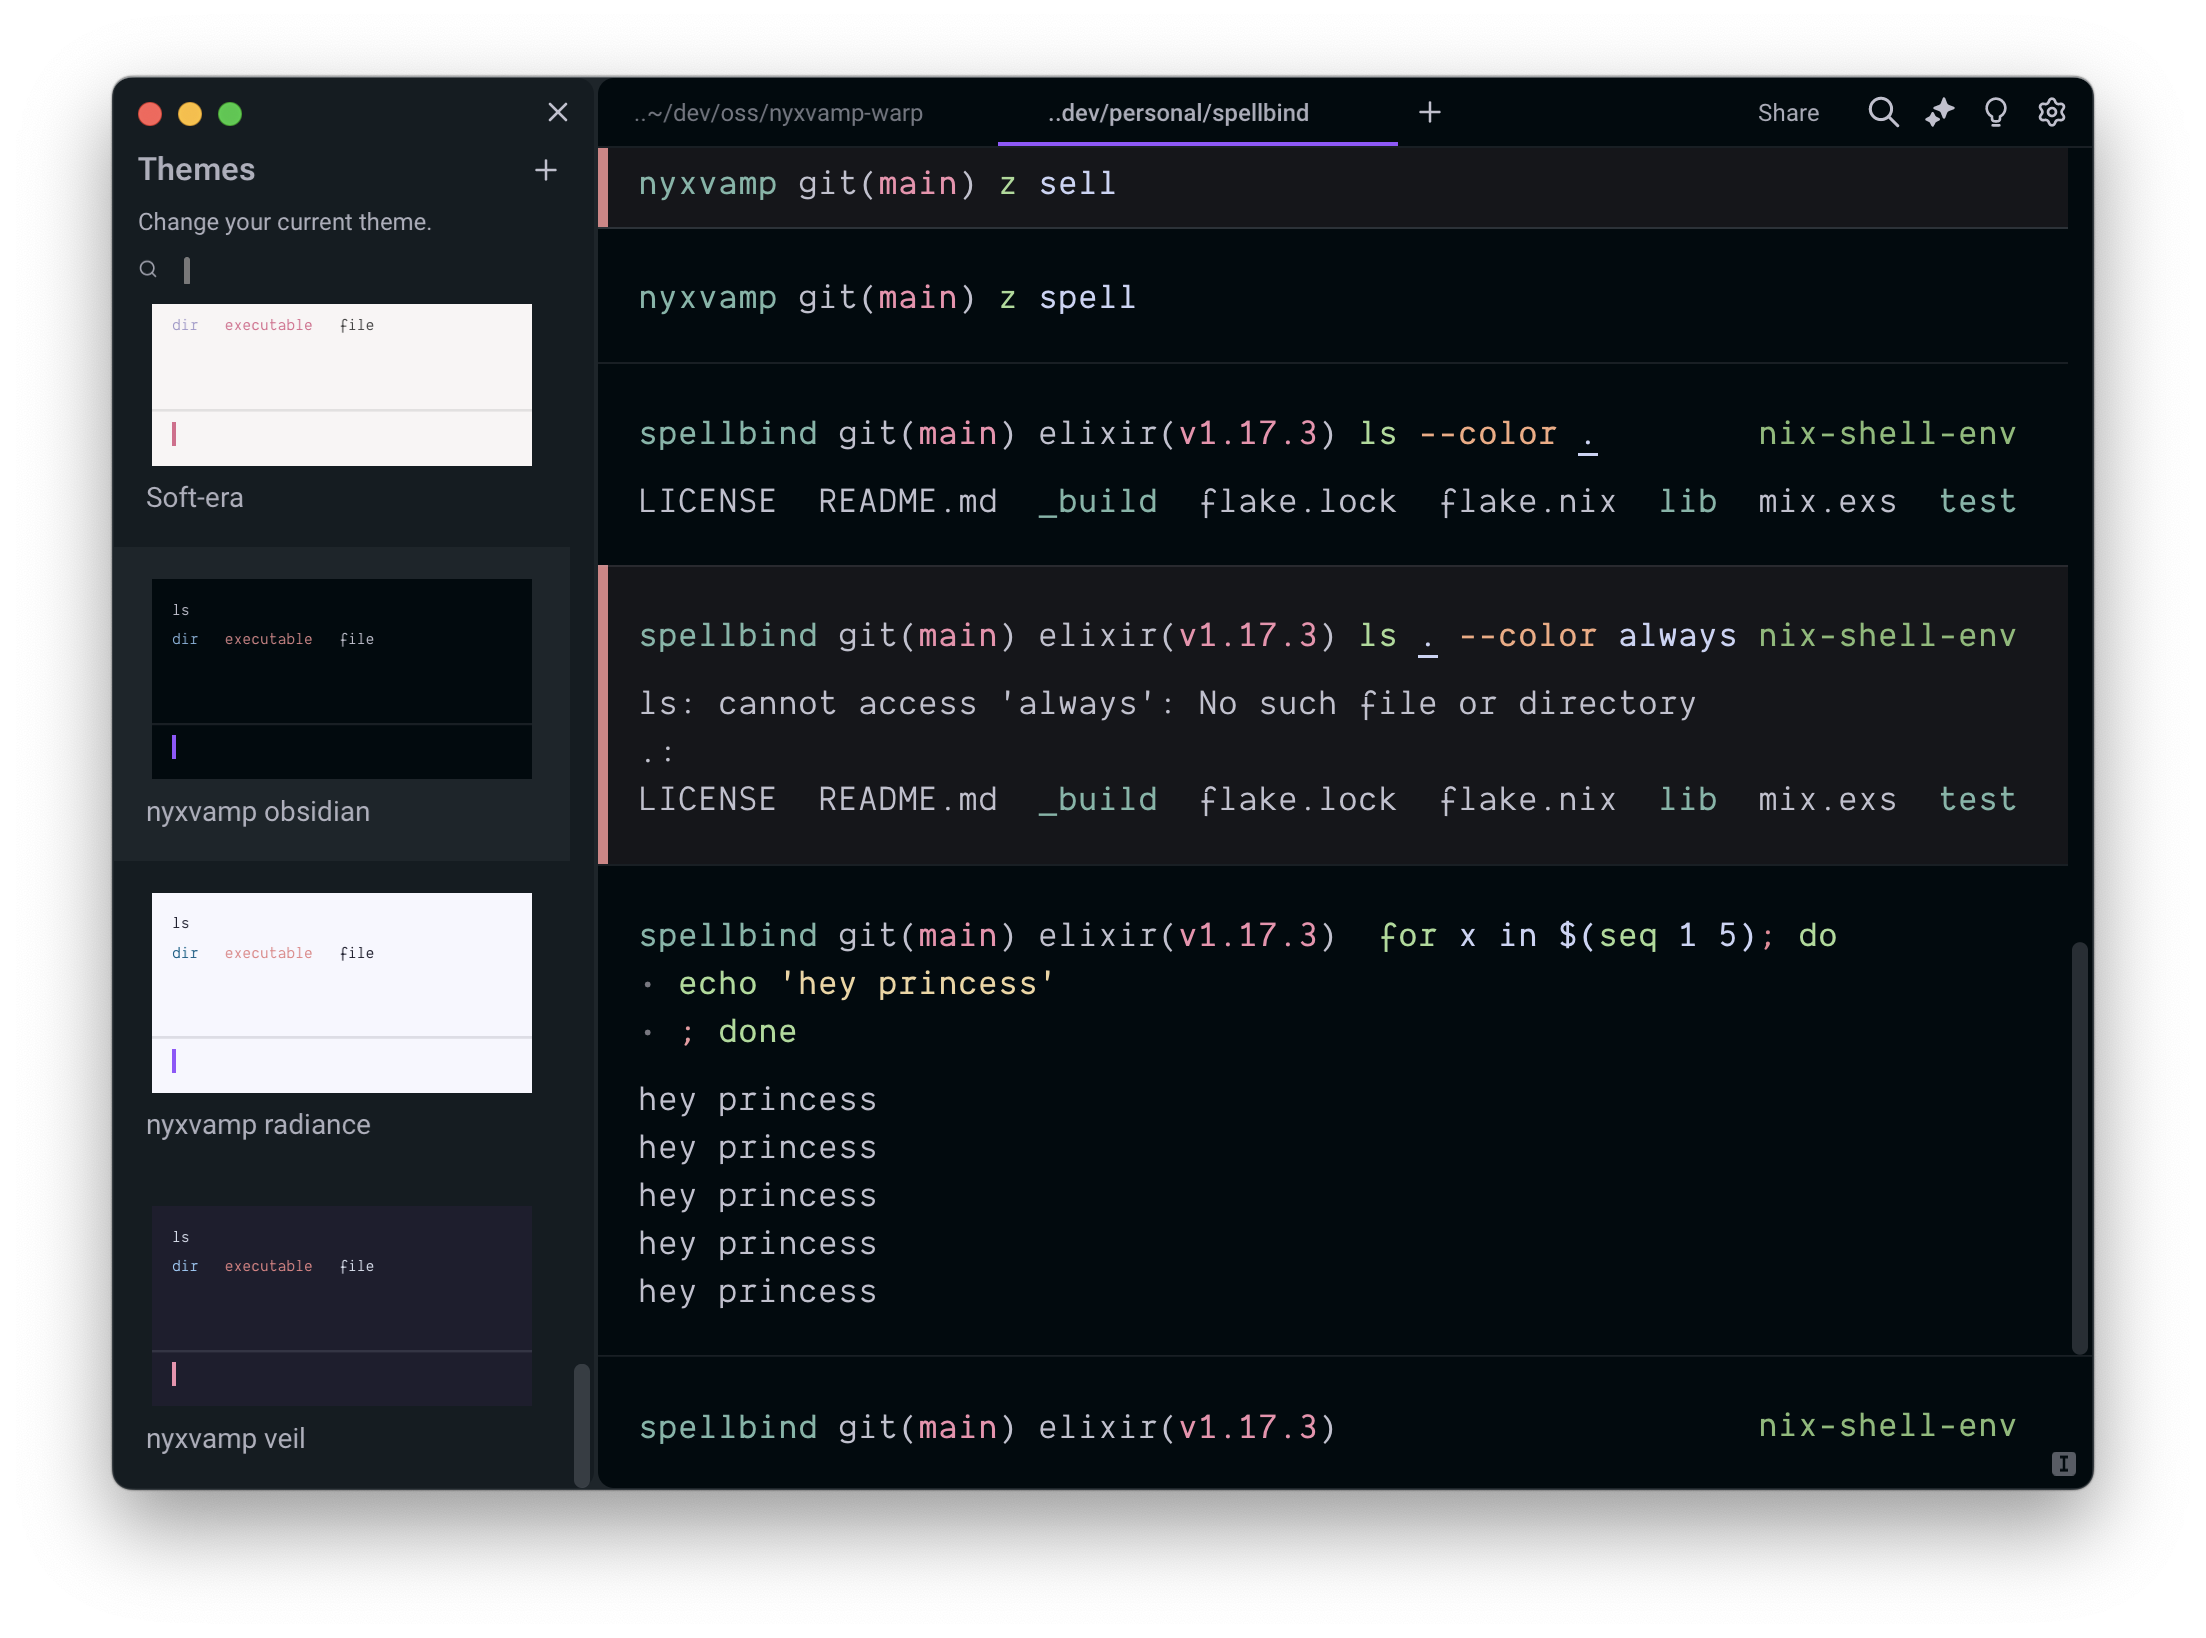 Themes
Change your current theme.
dir executable file
Soft-era
ls
dir executable file
nyxvamp obsidian
ls
dir executable file
nyxvamp radiance
ls
dir executable file
nyxvamp veil
..~/dev/oss/nyxvamp-warp ..dev/personal/spellbind Share
nyxvamp git(main) z sell
nyxvamp git(main) z spell
spellbind git(main) elixir(v1.17.3) ls --color . nix-shell-env
LICENSE README.md _build flake.lock flake.nix lib mix.exs test
spellbind git(main) elixir(v1.17.3) ls . --color always nix-shell-env
ls: cannot access 'always': No such file or directory
.:
LICENSE README.md _build flake.lock flake.nix lib mix.exs test
spellbind git(main) elixir(v1.17.3) for x in $(seq 1 5); do
· echo 'hey princess'
· ; done
hey princess
hey princess
hey princess
hey princess
hey princess
spellbind git(main) elixir(v1.17.3) nix-shell-env
I